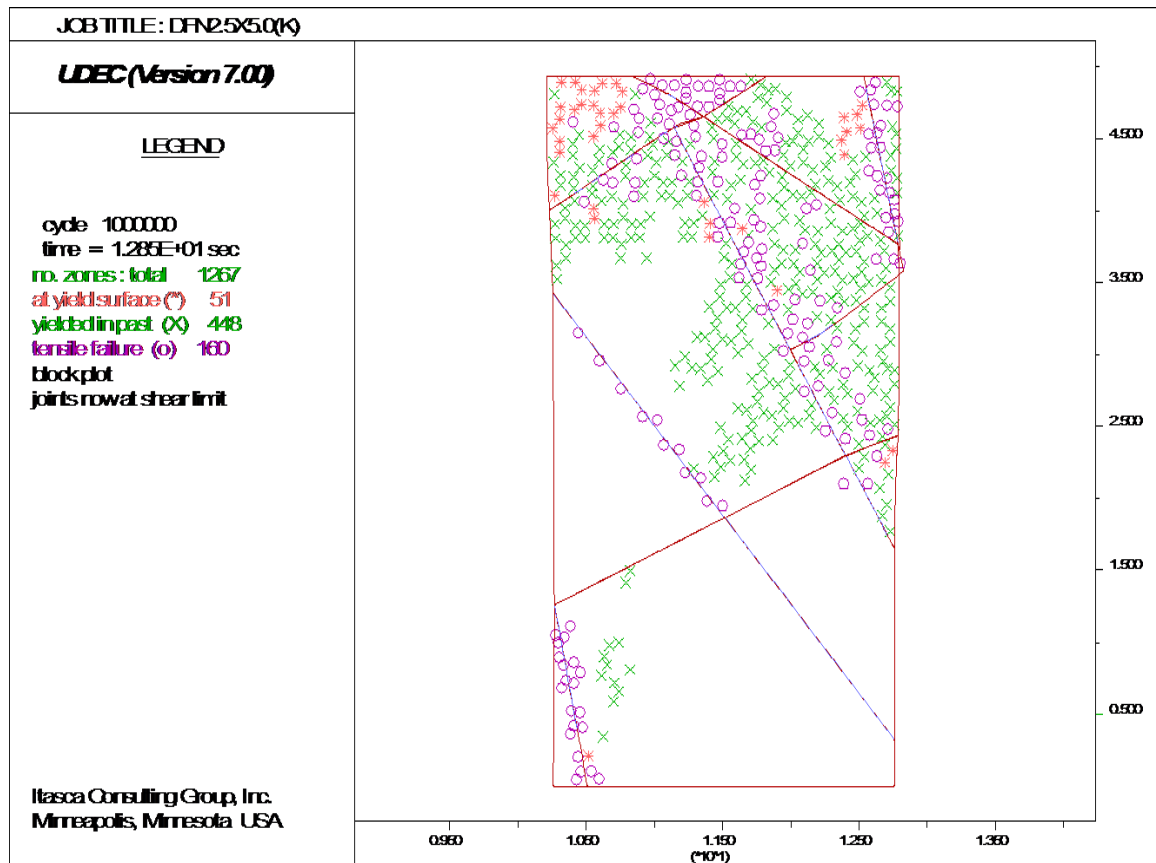 JOB TITLE : DFN2.5X5.0(K)
UDEC (Version 7.00)
LEGEND
cycle 1000000
time = 1.285E+01 sec
no. zones : total 1267
at yield surface (*) 51
yielded in past (X) 448
tensile failure (o) 160
block plot
joints now at shear limit
Itasca Consulting Group, Inc.
Minneapolis, Minnesota USA
4.500
3.500
2.500
1.500
0.500
0.950 1.050 1.150 1.250 1.350
(*10^1)